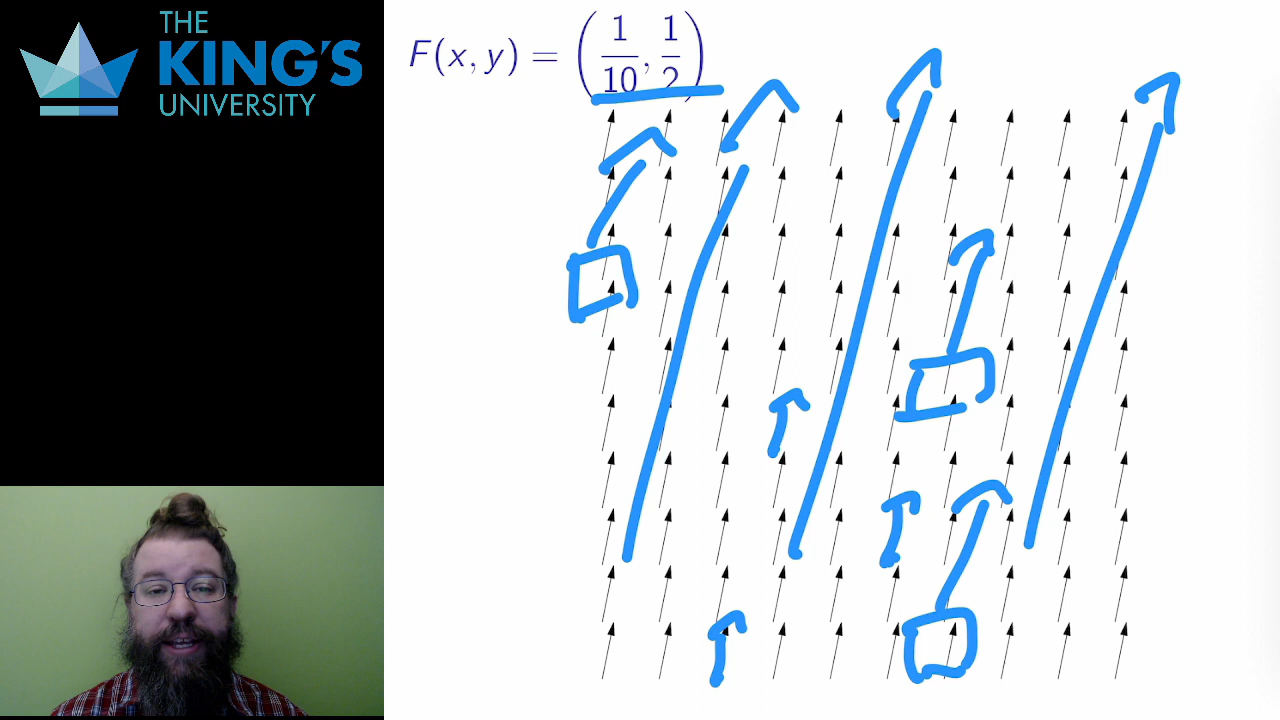 THE
KING'S
UNIVERSITY
F(x, y) = (1/10, 1/2)